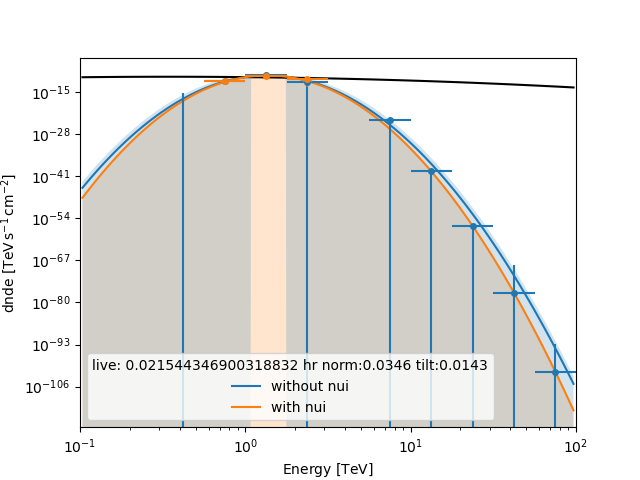 10⁻¹⁵
10⁻²⁸
10⁻⁴¹
10⁻⁵⁴
10⁻⁶⁷
10⁻⁸⁰
10⁻⁹³
10⁻¹⁰⁶
dnde [TeV s⁻¹ cm⁻²]
live: 0.021544346900318832 hr norm:0.0346 tilt:0.0143
without nui
with nui
10⁻¹ 10⁰ 10¹ 10²
Energy [TeV]